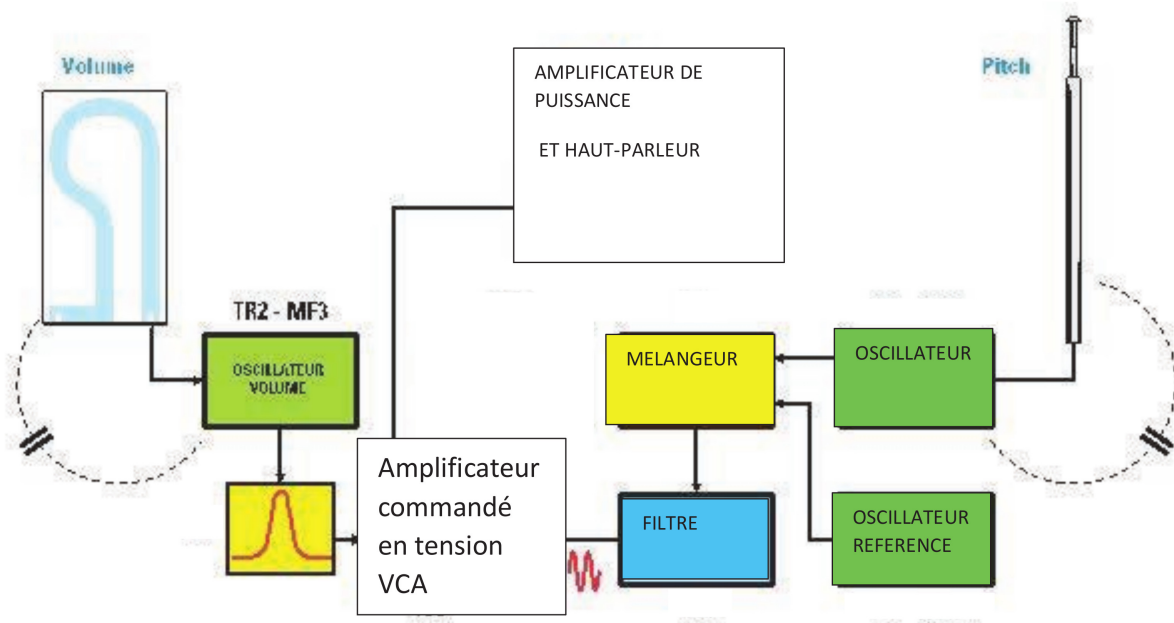 Volume
AMPLIFICATEUR DE
PUISSANCE
ET HAUT-PARLEUR
Pitch
TR2 - MF3
OSCILLATEUR
VOLUME
MELANGEUR
OSCILLATEUR
Amplificateur
commandé
en tension
VCA
FILTRE
OSCILLATEUR
REFERENCE